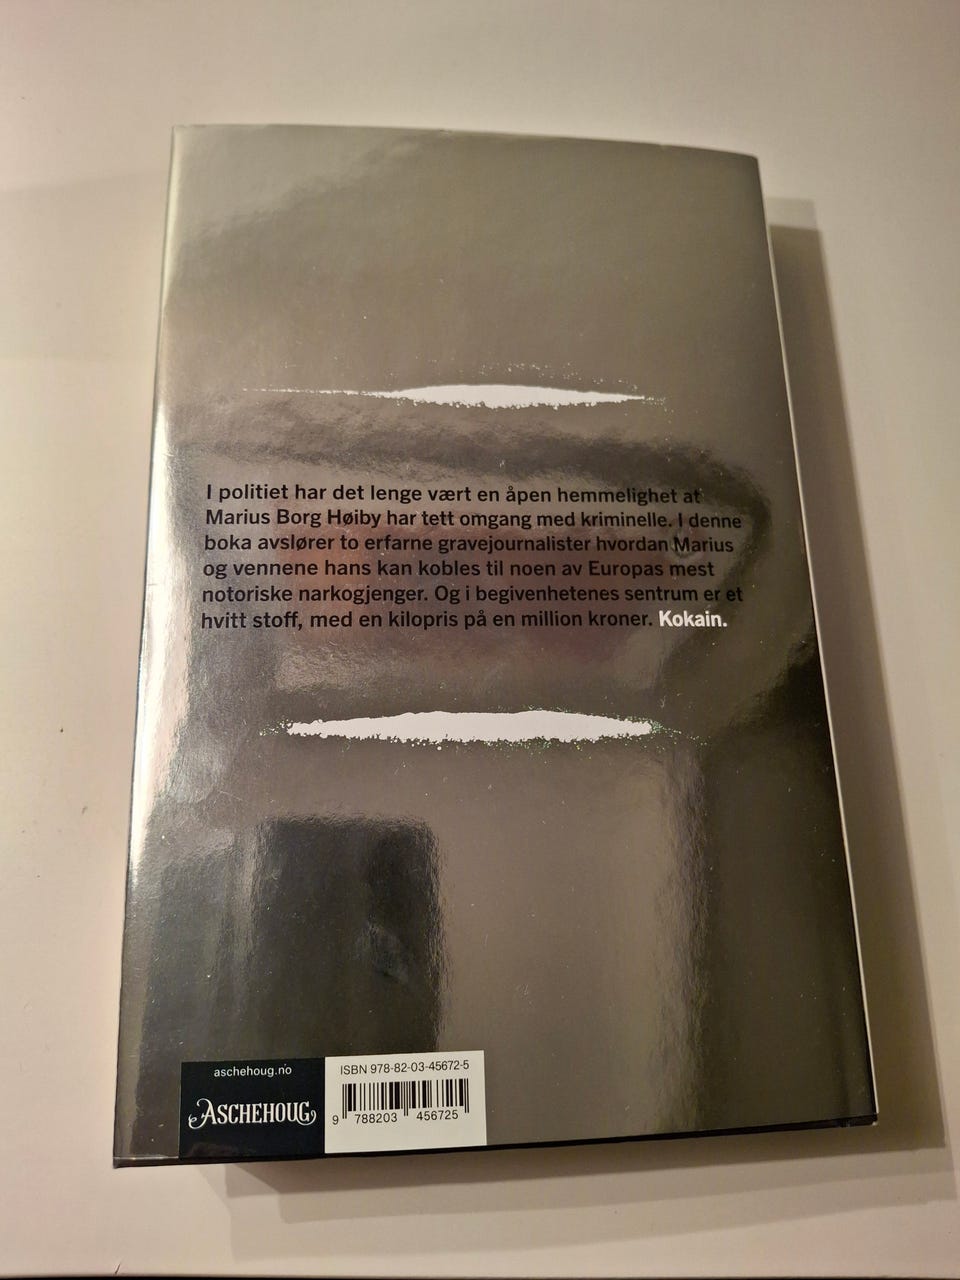 I politiet har det lenge vært en åpen hemmelighet at
Marius Borg Høiby har tett omgang med kriminelle. I denne
boka avslører to erfarne gravejournalister hvordan Marius
og vennene hans kan kobles til noen av Europas mest
notoriske narkogjenger. Og i begivenhetenes sentrum er et
hvitt stoff, med en kilopris på en million kroner. Kokain.
aschehoug.no
ASCHEHOUG
ISBN 978-82-03-45672-5
9 788203 456725